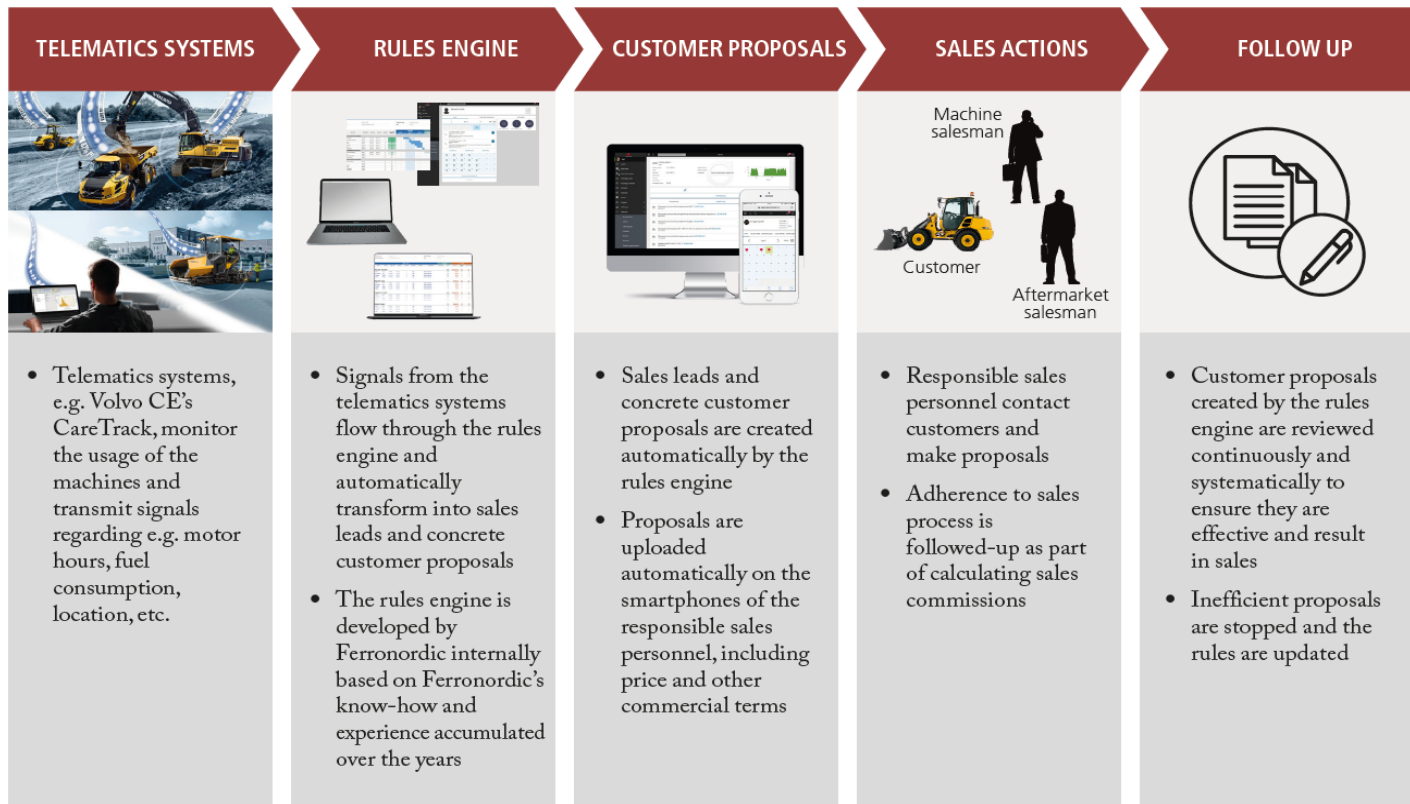 TELEMATICS SYSTEMS
RULES ENGINE
CUSTOMER PROPOSALS
SALES ACTIONS
FOLLOW UP
Machine
salesman
Customer
Aftermarket
salesman
• Telematics systems,
e.g. Volvo CE’s
CareTrack, monitor
the usage of the
machines and
transmit signals
regarding e.g. motor
hours, fuel
consumption,
location, etc.
• Signals from the
telematics systems
flow through the rules
engine and
automatically
transform into sales
leads and concrete
customer proposals
• The rules engine is
developed by
Ferronordic internally
based on Ferronordic’s
know-how and
experience accumulated
over the years
• Sales leads and
concrete customer
proposals are created
automatically by the
rules engine
• Proposals are
uploaded
automatically on the
smartphones of the
responsible sales
personnel, including
price and other
commercial terms
• Responsible sales
personnel contact
customers and
make proposals
• Adherence to sales
process is
followed-up as part
of calculating sales
commissions
• Customer proposals
created by the rules
engine are reviewed
continuously and
systematically to
ensure they are
effective and result
in sales
• Inefficient proposals
are stopped and the
rules are updated